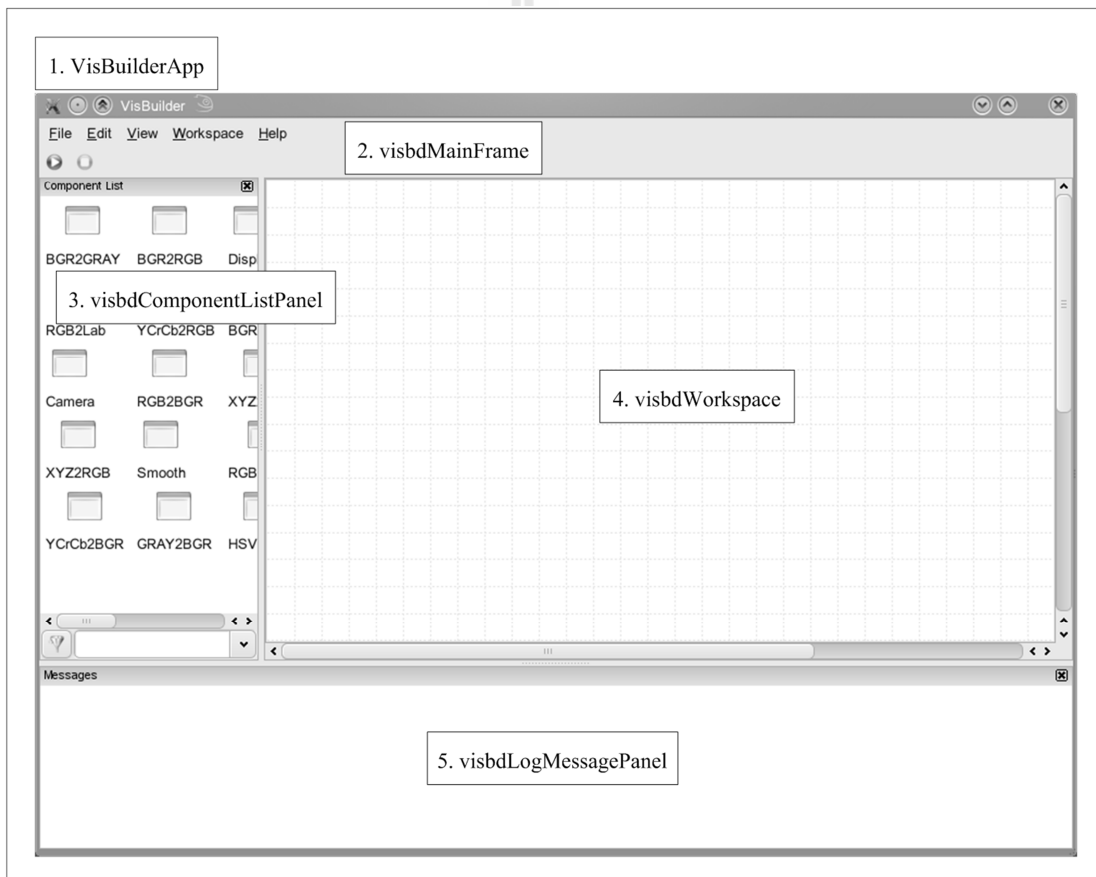 1. VisBuilderApp
VisBuilder
File Edit View Workspace Help
2. visbdMainFrame
Component List
BGR2GRAY BGR2RGB Disp
3. visbdComponentListPanel
RGB2Lab YCrCb2RGB BGR
Camera RGB2BGR XYZ
4. visbdWorkspace
XYZ2RGB Smooth RGB
YCrCb2BGR GRAY2BGR HSV
Messages
5. visbdLogMessagePanel